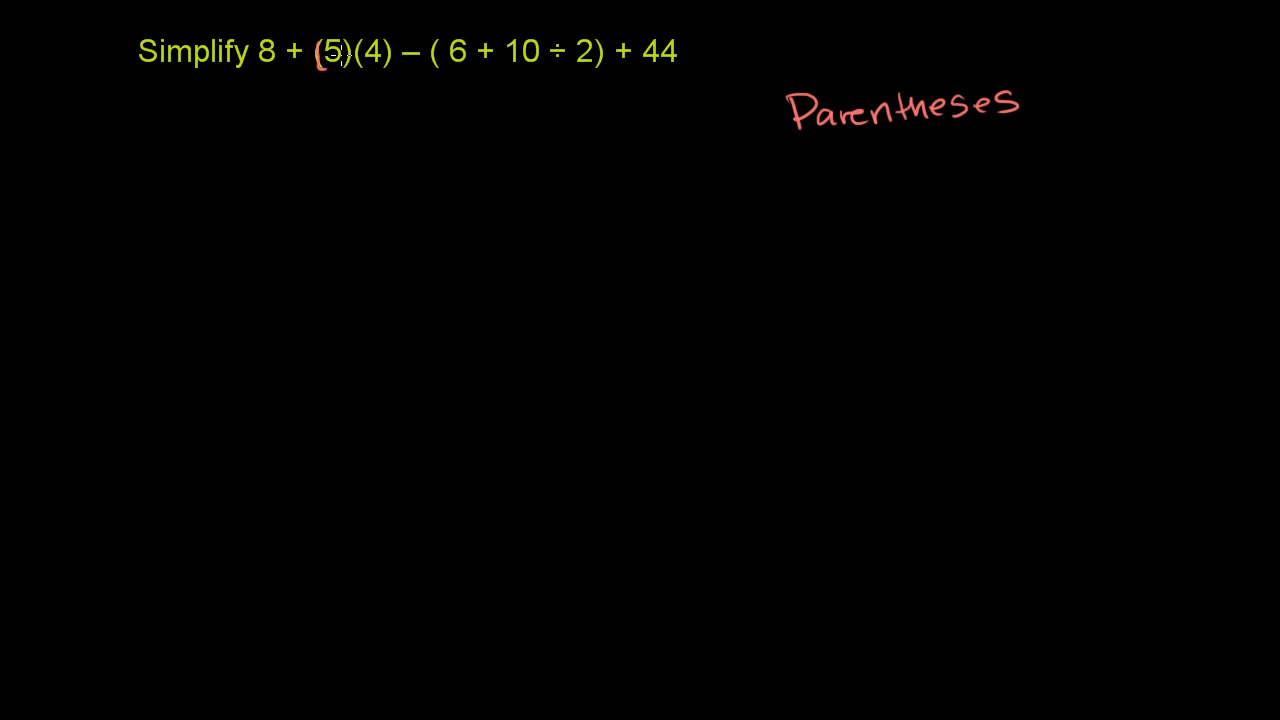 Simplify 8 + (5)(4) – ( 6 + 10 ÷ 2) + 44
Parentheses